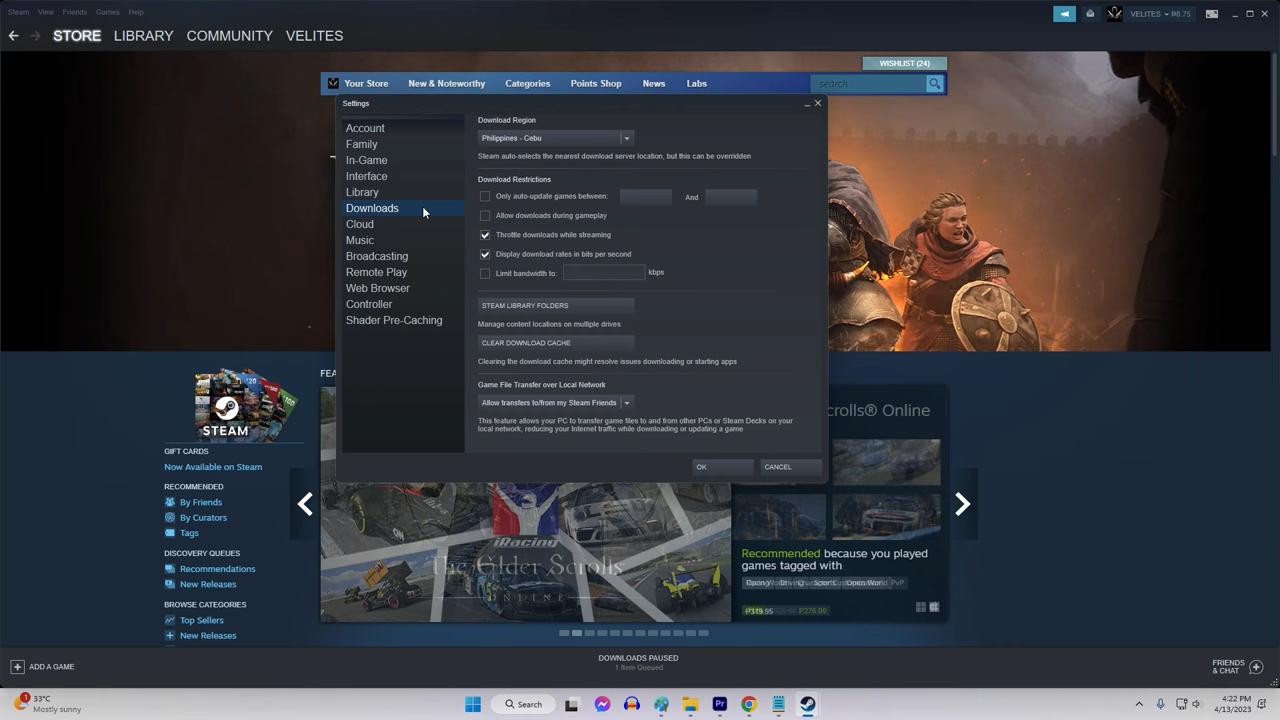 Steam View Friends Games Help
VELITES ₱8.75
STORE LIBRARY COMMUNITY VELITES
WISHLIST (24)
Your Store New & Noteworthy Categories Points Shop News Labs search
Settings
Account
Family
In-Game
Interface
Library
Downloads
Cloud
Music
Broadcasting
Remote Play
Web Browser
Controller
Shader Pre-Caching
Download Region
Philippines - Cebu
Steam auto-selects the nearest download server location, but this can be overridden
Download Restrictions
Only auto-update games between: And
Allow downloads during gameplay
Throttle downloads while streaming
Display download rates in bits per second
Limit bandwidth to: kbps
STEAM LIBRARY FOLDERS
Manage content locations on multiple drives
CLEAR DOWNLOAD CACHE
Clearing the download cache might resolve issues downloading or starting apps
Game File Transfer over Local Network
Allow transfers to/from my Steam Friends
This feature allows your PC to transfer game files to and from other PCs or Steam Decks on your
local network, reducing your Internet traffic while downloading or updating a game
OK CANCEL
FEA
STEAM
GIFT CARDS
Now Available on Steam
RECOMMENDED
By Friends
By Curators
Tags
DISCOVERY QUEUES
Recommendations
New Releases
BROWSE CATEGORIES
Top Sellers
New Releases
crolls® Online
iRacing
The Elder Scrolls
ONLINE
Recommended because you played
games tagged with
₱276.00
ADD A GAME
DOWNLOADS PAUSED
1 Item Queued
FRIENDS
& CHAT
1
33°C
Mostly sunny
Search
Pr
4:22 PM
4/13/2023